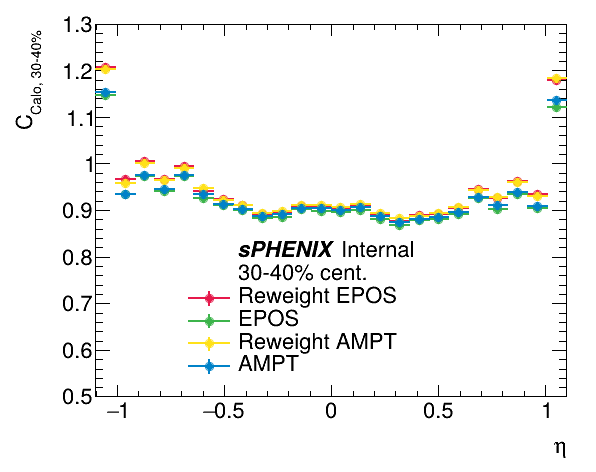 1.3
1.2
1.1
1
0.9
0.8
0.7
0.6
0.5
C_Calo, 30-40%
sPHENIX Internal
30-40% cent.
Reweight EPOS
EPOS
Reweight AMPT
AMPT
−1 −0.5 0 0.5 1
η